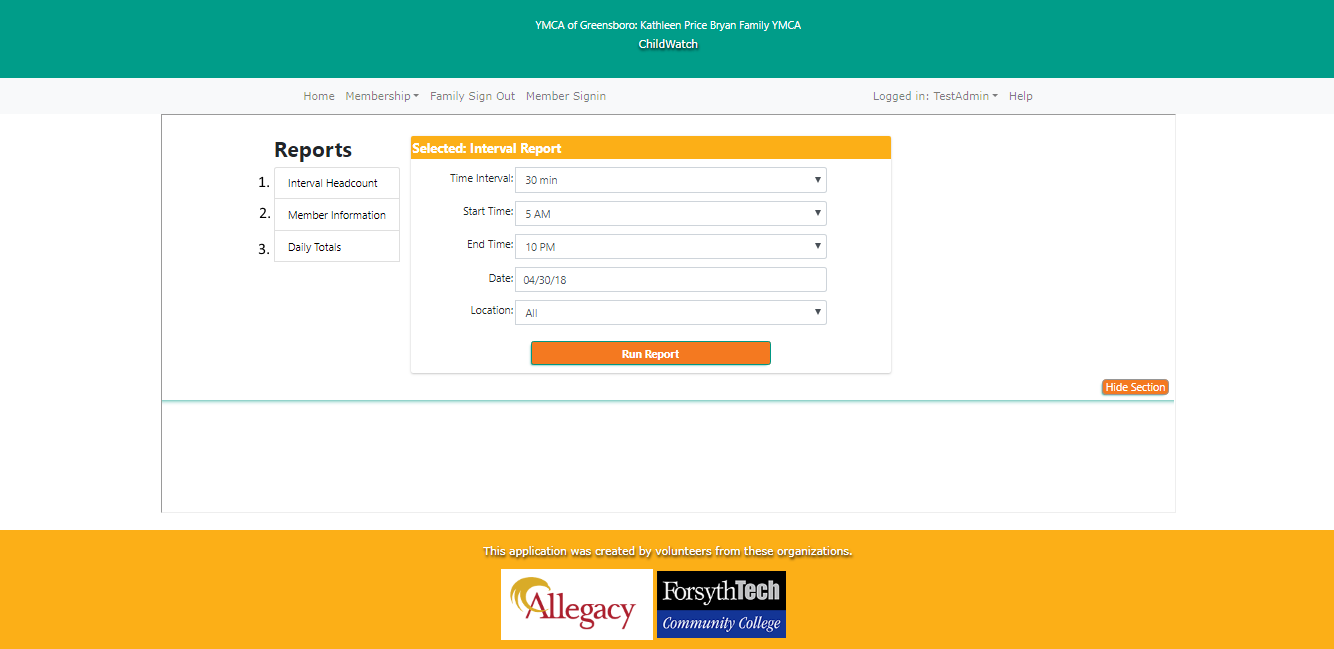 YMCA of Greensboro: Kathleen Price Bryan Family YMCA
ChildWatch
Home Membership Family Sign Out Member Signin Logged in: TestAdmin Help
Reports
1. Interval Headcount
2. Member Information
3. Daily Totals
Selected: Interval Report
Time Interval: 30 min
Start Time: 5 AM
End Time: 10 PM
Date: 04/30/18
Location: All
Run Report
Hide Section
This application was created by volunteers from these organizations.
Allegacy
ForsythTech
Community College